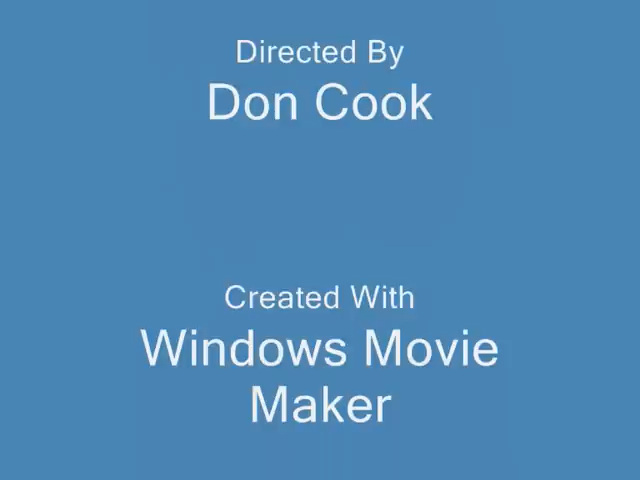 Directed By
Don Cook
Created With
Windows Movie
Maker